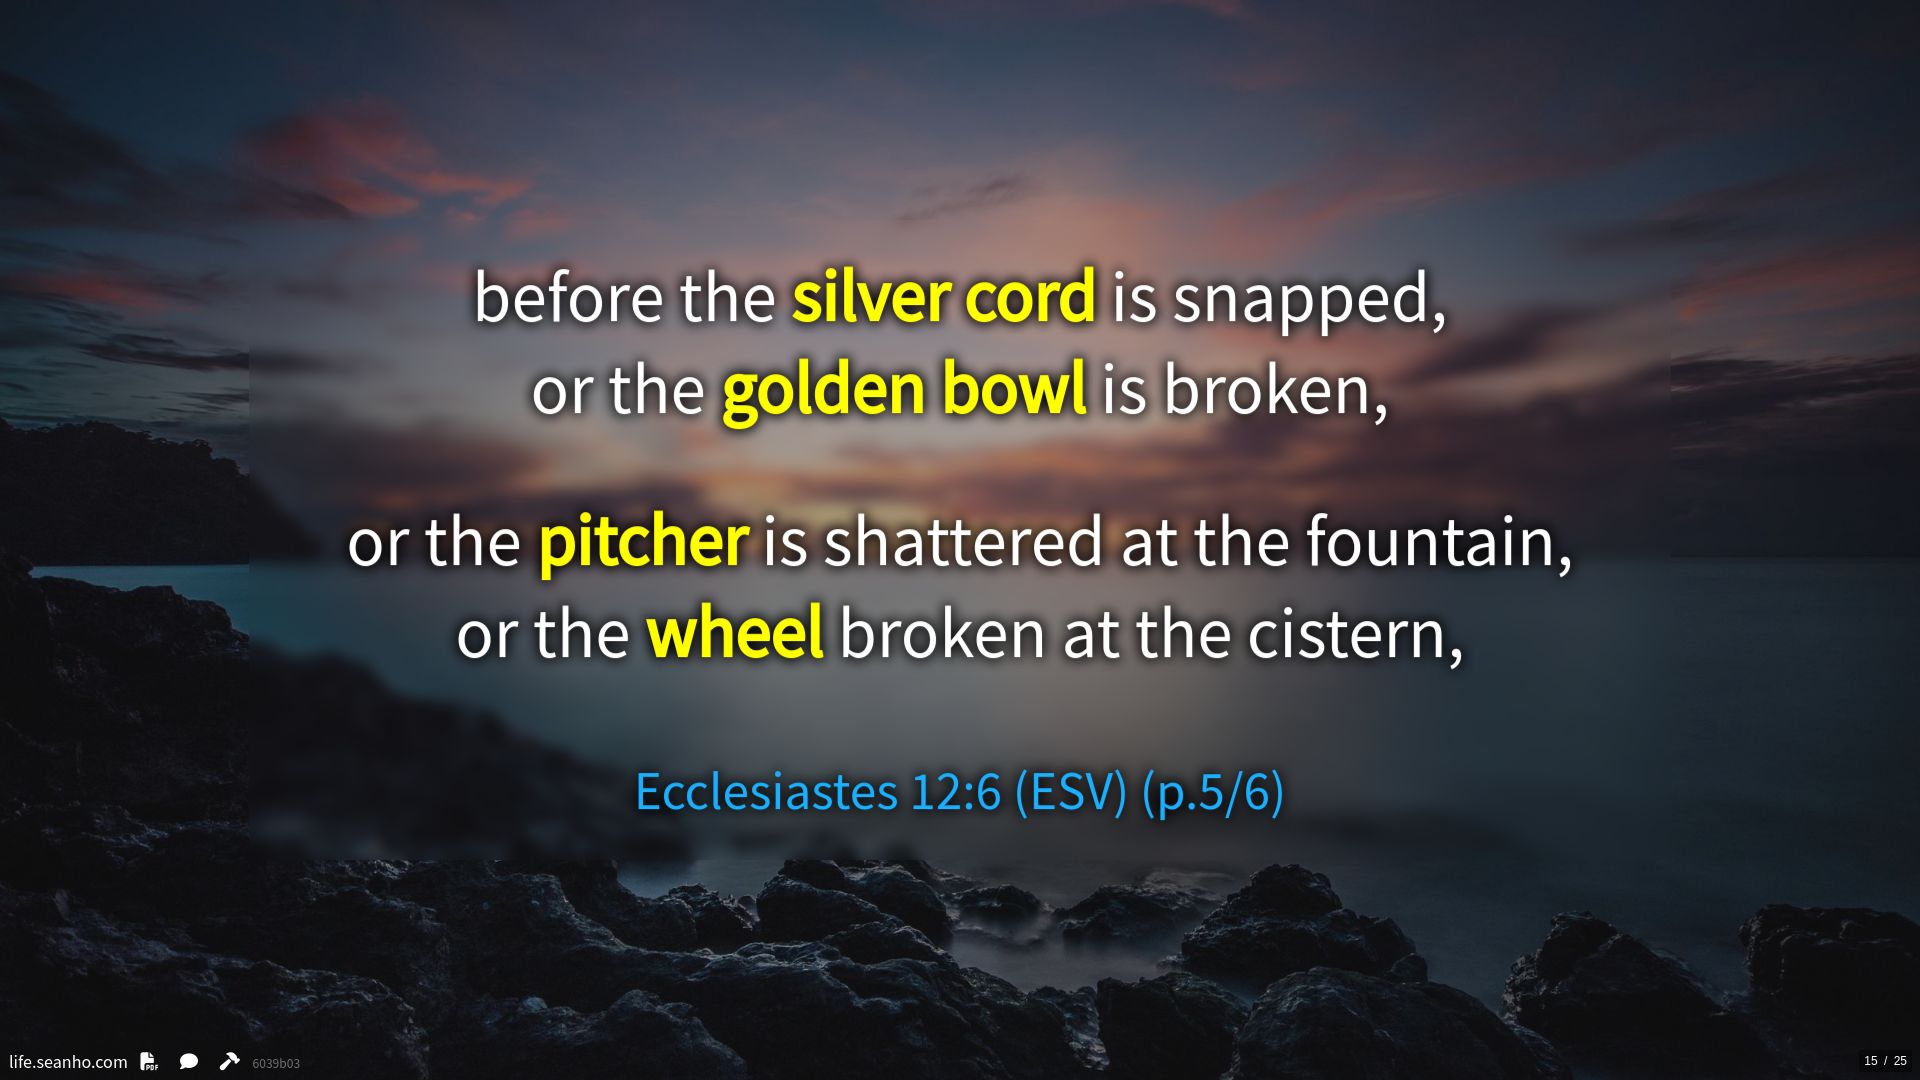 before the silver cord is snapped,
or the golden bowl is broken,
or the pitcher is shattered at the fountain,
or the wheel broken at the cistern,
Ecclesiastes 12:6 (ESV) (p.5/6)
life.seanho.com PDF 6039b03
15 / 25